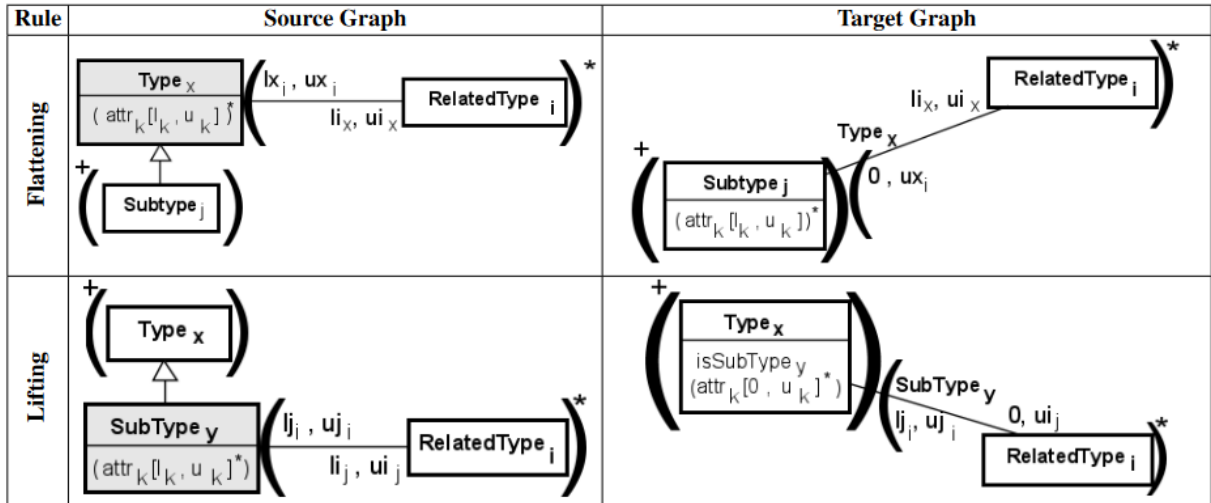 Rule Source Graph Target Graph
Flattening
Type x
( attr k [l k , u k ] )*
( lx i , ux i
li x, ui x
RelatedType i
)*
+
( Subtype j )
RelatedType i
)*
li x, ui x
Type x
( 0 , ux i
+
( Subtype j
( attr k [l k , u k ])* )
Lifting
+
( Type x )
SubType y
(attr k [l k , u k ]*)
( lj i , uj i
li j , ui j
RelatedType i
)*
+
( Type x
isSubType y
(attr k [0 , u k ]*) )
( SubType y
lj i, uj i
0, ui j
RelatedType i
)*